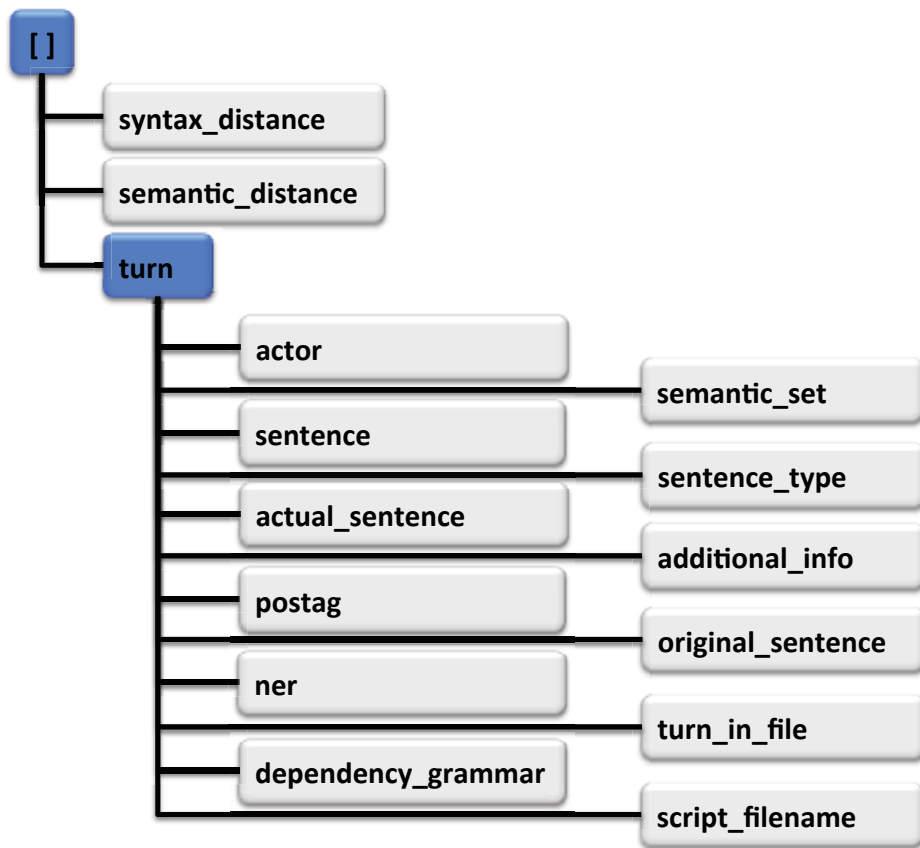 [ ]
syntax_distance
semantic_distance
turn
actor
semantic_set
sentence
sentence_type
actual_sentence
additional_info
postag
original_sentence
ner
turn_in_file
dependency_grammar
script_filename